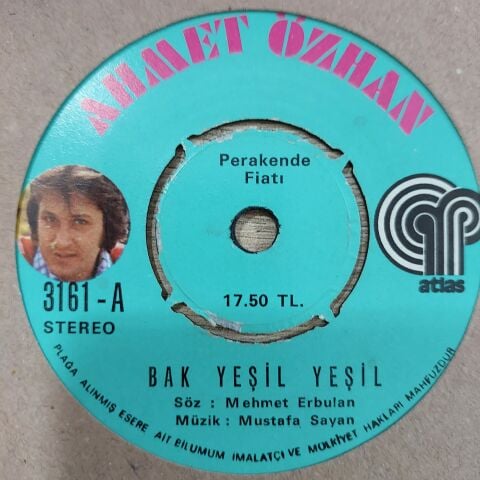 AHMET ÖZHAN
Perakende
Fiatı
17.50 TL.
atlas
3161-A
STEREO
BAK YEŞİL YEŞİL
Söz : Mehmet Erbulan
Müzik : Mustafa Sayan
PLAĞA ALINMIŞ ESERE AİT BİLUMUM İMALATÇI VE MÜLKİYET HAKLARI MAHFUZDUR